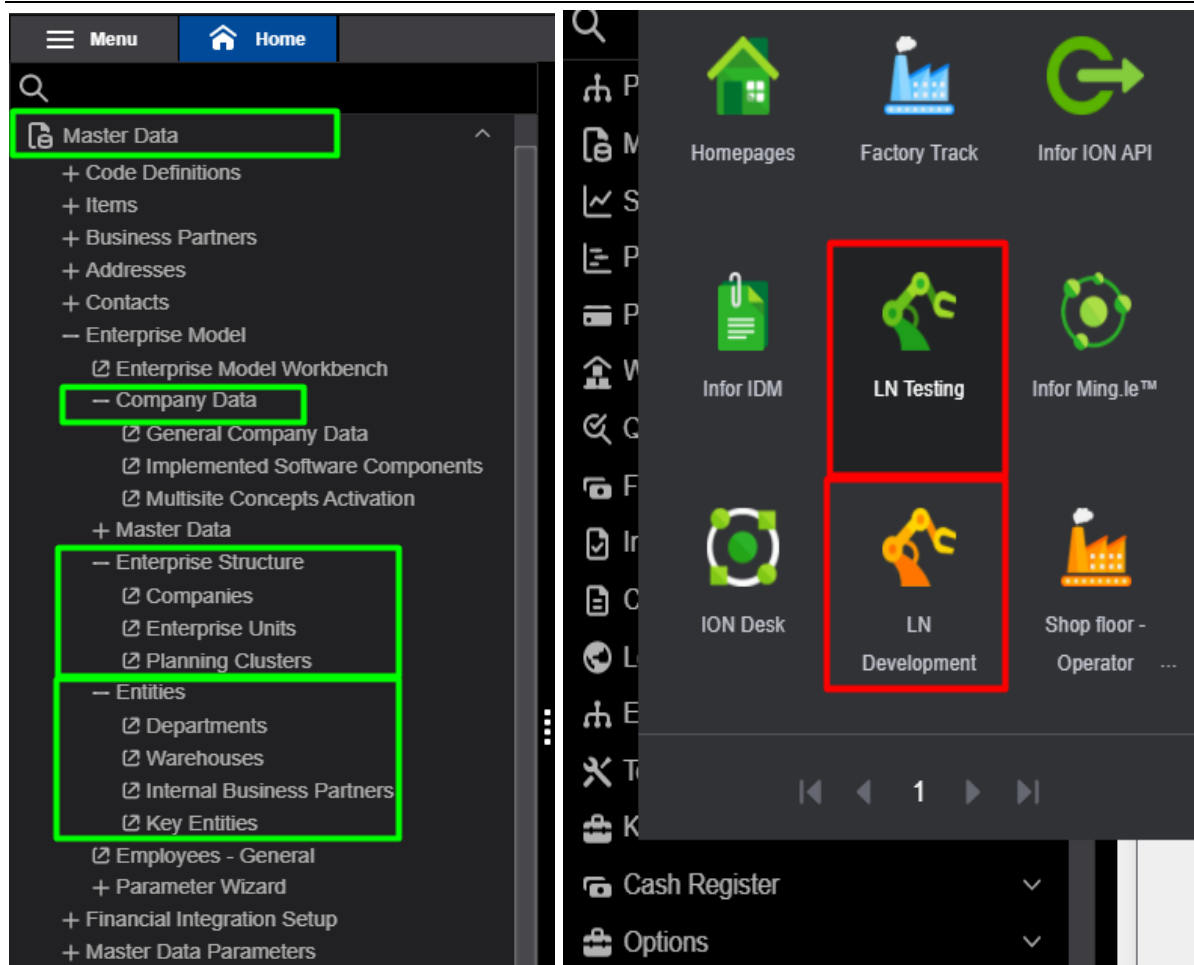 Menu
Home
Master Data
+ Code Definitions
+ Items
+ Business Partners
+ Addresses
+ Contacts
— Enterprise Model
Enterprise Model Workbench
— Company Data
General Company Data
Implemented Software Components
Multisite Concepts Activation
+ Master Data
— Enterprise Structure
Companies
Enterprise Units
Planning Clusters
— Entities
Departments
Warehouses
Internal Business Partners
Key Entities
Employees - General
+ Parameter Wizard
+ Financial Integration Setup
+ Master Data Parameters
P
M
S
P
P
W
Q
F
In
C
E
K
Cash Register
Options
Homepages
Factory Track
Infor ION API
Infor IDM
LN Testing
Infor Ming.le™
ION Desk
LN
Development
Shop floor -
Operator ...
1